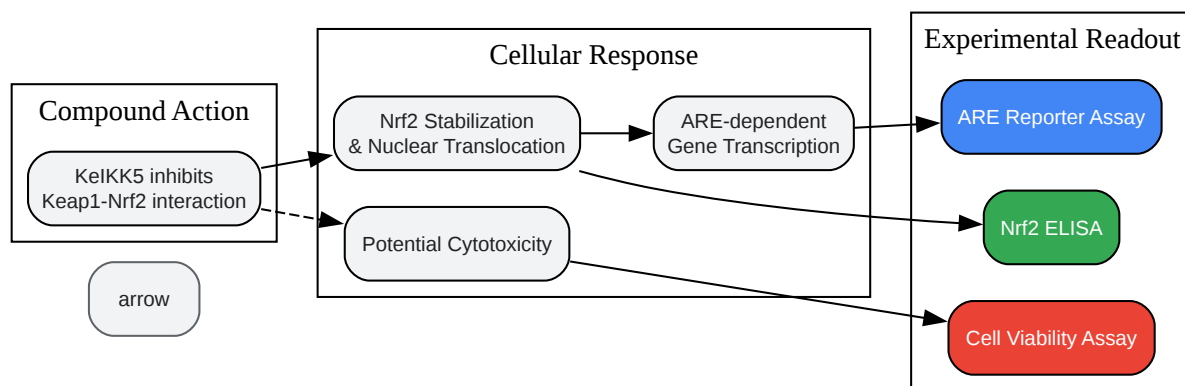 Compound Action
KeIKK5 inhibits
Keap1-Nrf2 interaction
arrow
Cellular Response
Nrf2 Stabilization
& Nuclear Translocation
ARE-dependent
Gene Transcription
Potential Cytotoxicity
Experimental Readout
ARE Reporter Assay
Nrf2 ELISA
Cell Viability Assay